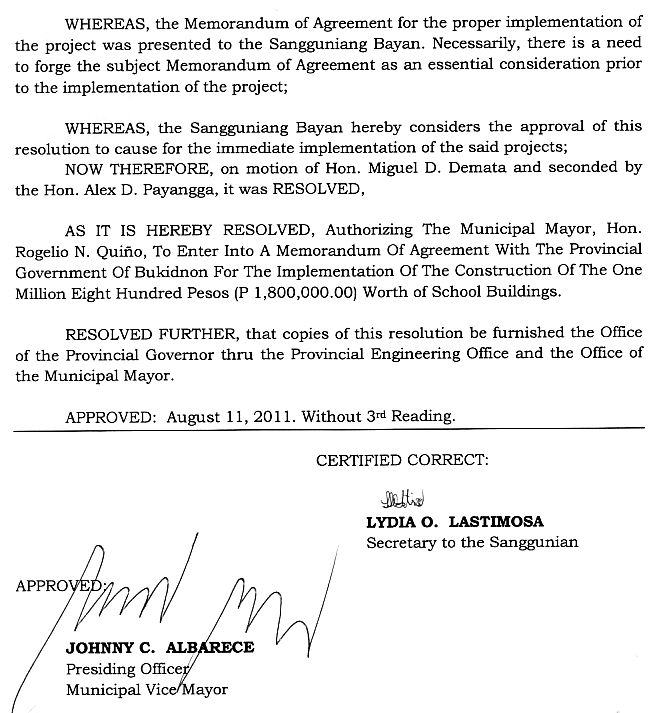 WHEREAS, the Memorandum of Agreement for the proper implementation of
the project was presented to the Sangguniang Bayan. Necessarily, there is a need
to forge the subject Memorandum of Agreement as an essential consideration prior
to the implementation of the project;
WHEREAS, the Sangguniang Bayan hereby considers the approval of this
resolution to cause for the immediate implementation of the said projects;
NOW THEREFORE, on motion of Hon. Miguel D. Demata and seconded by
the Hon. Alex D. Payangga, it was RESOLVED,
AS IT IS HEREBY RESOLVED, Authorizing The Municipal Mayor, Hon.
Rogelio N. Quiño, To Enter Into A Memorandum Of Agreement With The Provincial
Government Of Bukidnon For The Implementation Of The Construction Of The One
Million Eight Hundred Pesos (P 1,800,000.00) Worth of School Buildings.
RESOLVED FURTHER, that copies of this resolution be furnished the Office
of the Provincial Governor thru the Provincial Engineering Office and the Office of
the Municipal Mayor.
APPROVED: August 11, 2011. Without 3rd Reading.
CERTIFIED CORRECT:
LYDIA O. LASTIMOSA
Secretary to the Sanggunian
APPROVED:
JOHNNY C. ALBARECE
Presiding Officer
Municipal Vice Mayor